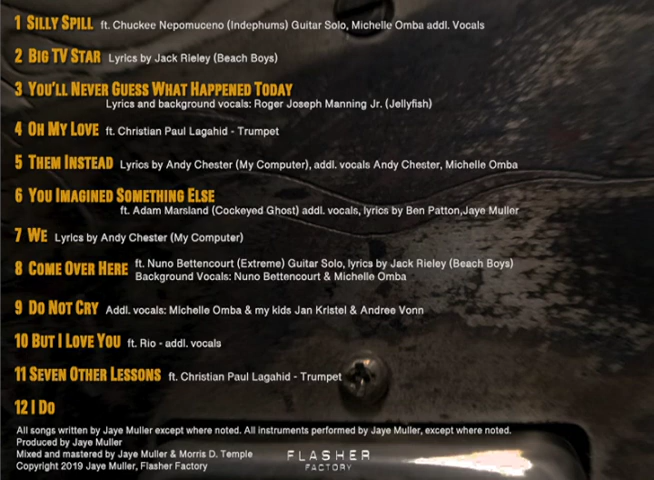 1 SILLY SPILL ft. Chuckee Nepomuceno (Indephums) Guitar Solo, Michelle Omba addl. Vocals
2 BIG TV STAR Lyrics by Jack Rieley (Beach Boys)
3 YOU'LL NEVER GUESS WHAT HAPPENED TODAY
Lyrics and background vocals: Roger Joseph Manning Jr. (Jellyfish)
4 OH MY LOVE ft. Christian Paul Lagahid - Trumpet
5 THEM INSTEAD Lyrics by Andy Chester (My Computer), addl. vocals Andy Chester, Michelle Omba
6 YOU IMAGINED SOMETHING ELSE
ft. Adam Marsland (Cockeyed Ghost) addl. vocals, lyrics by Ben Patton,Jaye Muller
7 WE Lyrics by Andy Chester (My Computer)
8 COME OVER HERE ft. Nuno Bettencourt (Extreme) Guitar Solo, lyrics by Jack Rieley (Beach Boys)
Background Vocals: Nuno Bettencourt & Michelle Omba
9 DO NOT CRY Addl. vocals: Michelle Omba & my kids Jan Kristel & Andree Vonn
10 BUT I LOVE YOU ft. Rio - addl. vocals
11 SEVEN OTHER LESSONS ft. Christian Paul Lagahid - Trumpet
12 I DO
All songs written by Jaye Muller except where noted. All instruments performed by Jaye Muller, except where noted.
Produced by Jaye Muller
Mixed and mastered by Jaye Muller & Morris D. Temple
Copyright 2019 Jaye Muller, Flasher Factory
FLASHER
FACTORY